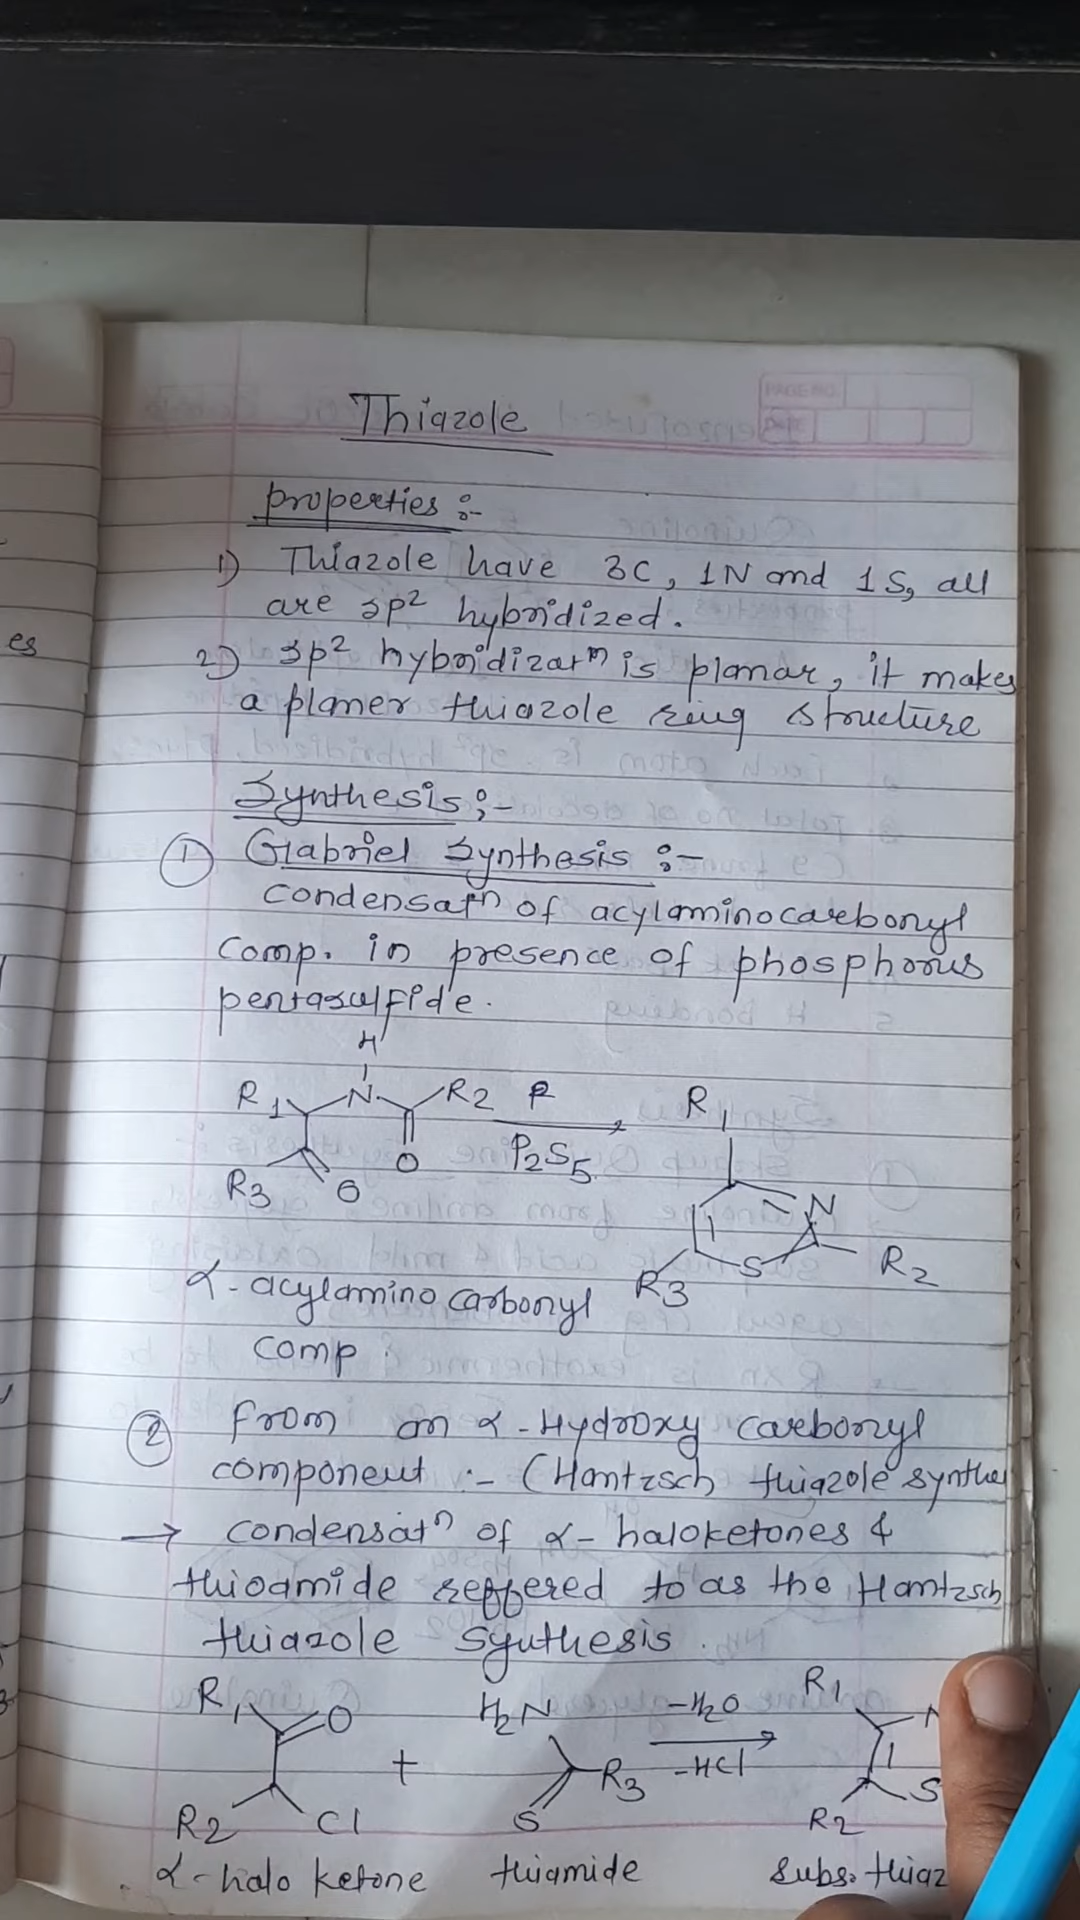 PAGE NO.
DATE
Thiazole
properties :-
1) Thiazole have 3C, 1N and 1S, all
are sp² hybridized.
2) sp² hybridizatⁿ is planar, it makes
a planer thiazole ring structure
Synthesis :-
① Gabriel Synthesis :-
condensatⁿ of acylaminocarbonyl
comp. in presence of phosphorus
pentasulfide.
H
R1 N R2 P R1
O P2S5
R3 O N
S R2
R3
α-acylamino carbonyl
comp.
② from an α-Hydroxy carbonyl
component :- (Hantzsch thiazole synthe
→ condensatⁿ of α-haloketones &
thioamide reffered to as the Hantzsch
thiazole synthesis.
R1 O H2N -H2O R1 N
+ R3 -HCl
R2 Cl S R2 S
α-halo ketone thiamide subs. thiaz
es